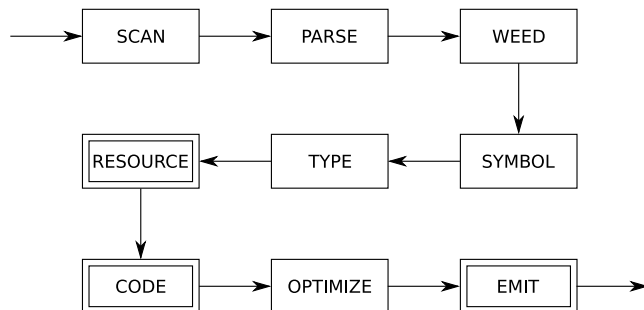 SCAN
PARSE
WEED
RESOURCE
TYPE
SYMBOL
CODE
OPTIMIZE
EMIT